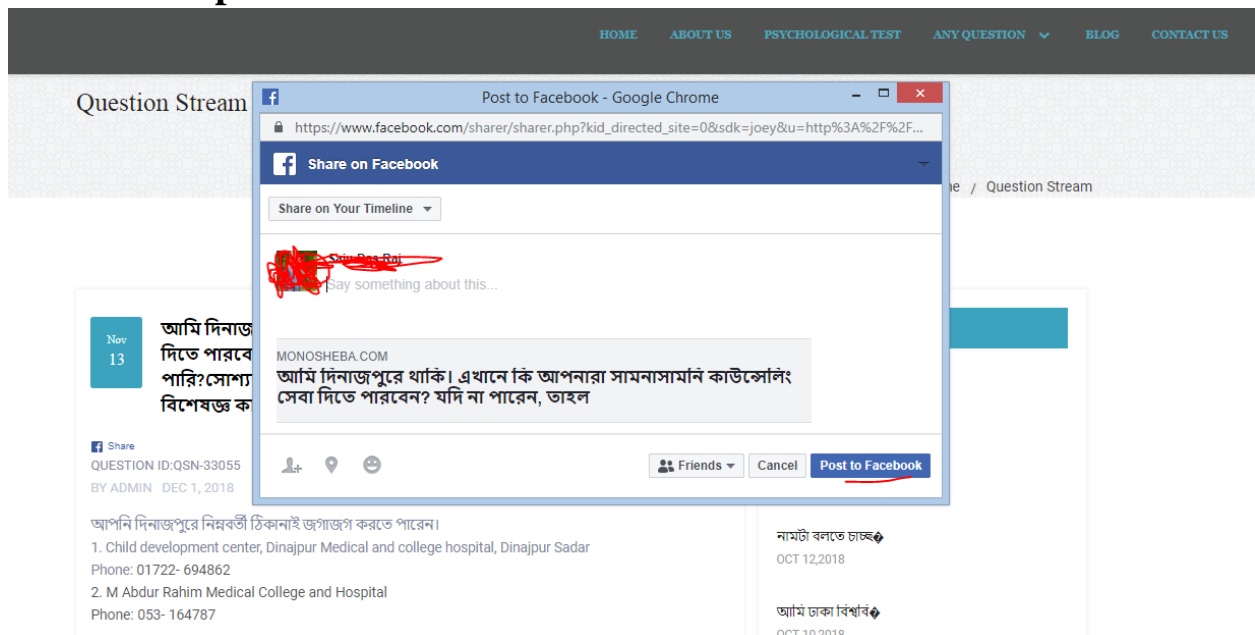 HOME ABOUT US PSYCHOLOGICAL TEST ANY QUESTION BLOG CONTACT US
Question Stream
Post to Facebook - Google Chrome
https://www.facebook.com/sharer/sharer.php?kid_directed_site=0&sdk=joey&u=http%3A%2F%2F...
Share on Facebook
/ Question Stream
Share on Your Timeline
Say something about this...
Nov
13
আমি
দিতে
পারি?সোশ্য
বিশেষজ্ঞ ক
MONOSHEBA.COM
আমি দিনাজপুরে থাকি। এখানে কি আপনারা সামনাসামনি কাউন্সেলিং
সেবা দিতে পারবেন? যদি না পারেন, তাহল
Share
QUESTION ID:QSN-33055
BY ADMIN DEC 1, 2018
Friends Cancel Post to Facebook
আপনি দিনাজপুরে নিম্নবর্তী ঠিকানাই জগাজগ করতে পারেন।
1. Child development center, Dinajpur Medical and college hospital, Dinajpur Sadar
Phone: 01722- 694862
2. M Abdur Rahim Medical College and Hospital
Phone: 053- 164787
নামটা বলতে চাচ্ছ�
OCT 12,2018
আমি ঢাকা বিশ্ববি�
OCT 10,2018